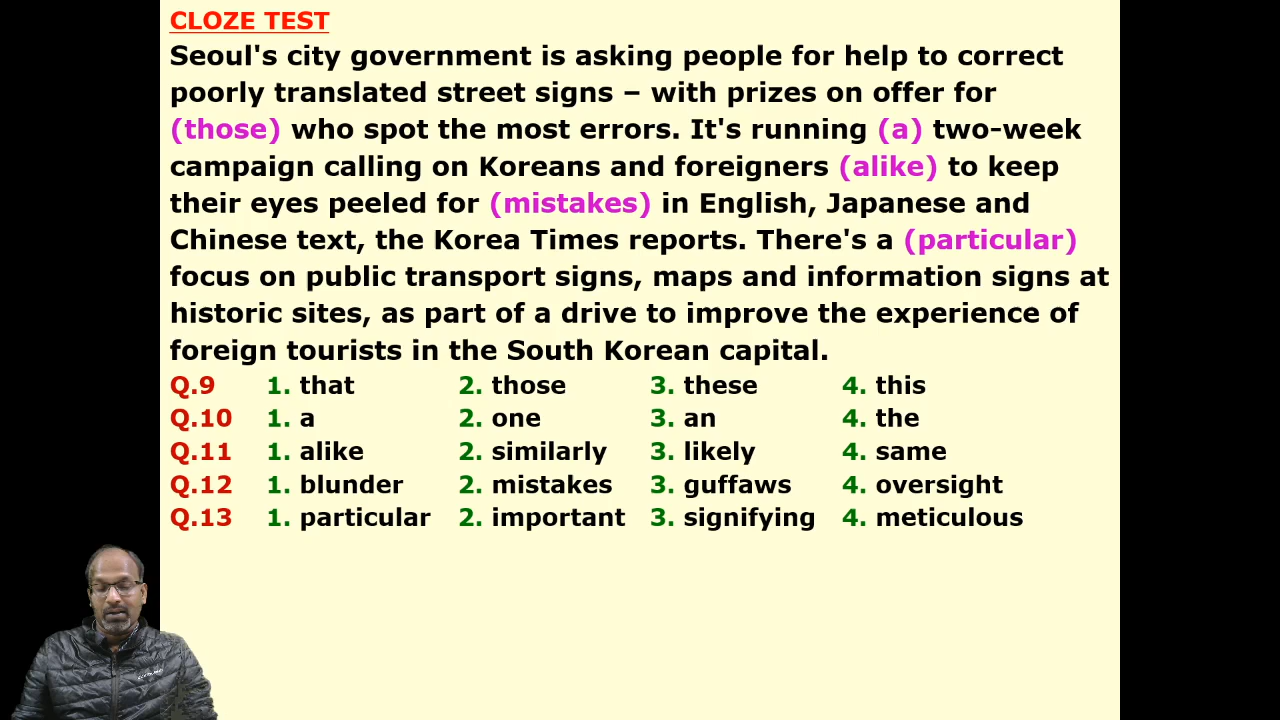 CLOZE TEST
Seoul's city government is asking people for help to correct
poorly translated street signs – with prizes on offer for
(those) who spot the most errors. It's running (a) two-week
campaign calling on Koreans and foreigners (alike) to keep
their eyes peeled for (mistakes) in English, Japanese and
Chinese text, the Korea Times reports. There's a (particular)
focus on public transport signs, maps and information signs at
historic sites, as part of a drive to improve the experience of
foreign tourists in the South Korean capital.
Q.9 1. that 2. those 3. these 4. this
Q.10 1. a 2. one 3. an 4. the
Q.11 1. alike 2. similarly 3. likely 4. same
Q.12 1. blunder 2. mistakes 3. guffaws 4. oversight
Q.13 1. particular 2. important 3. signifying 4. meticulous